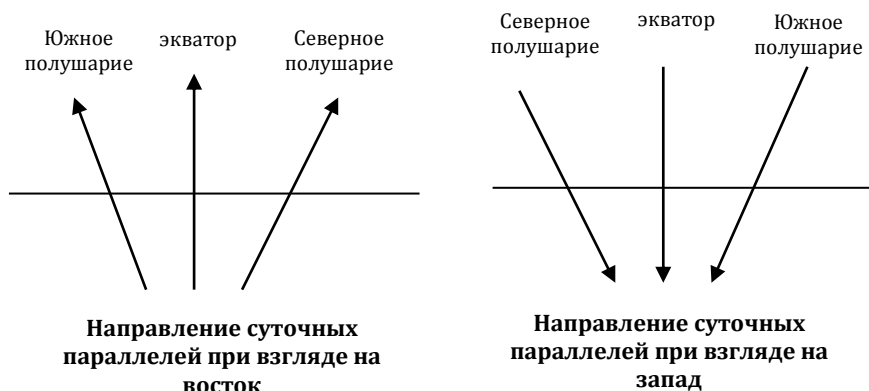 Южное
полушарие
экватор
Северное
полушарие
Направление суточных
параллелей при взгляде на
восток
Северное
полушарие
экватор
Южное
полушарие
Направление суточных
параллелей при взгляде на
запад